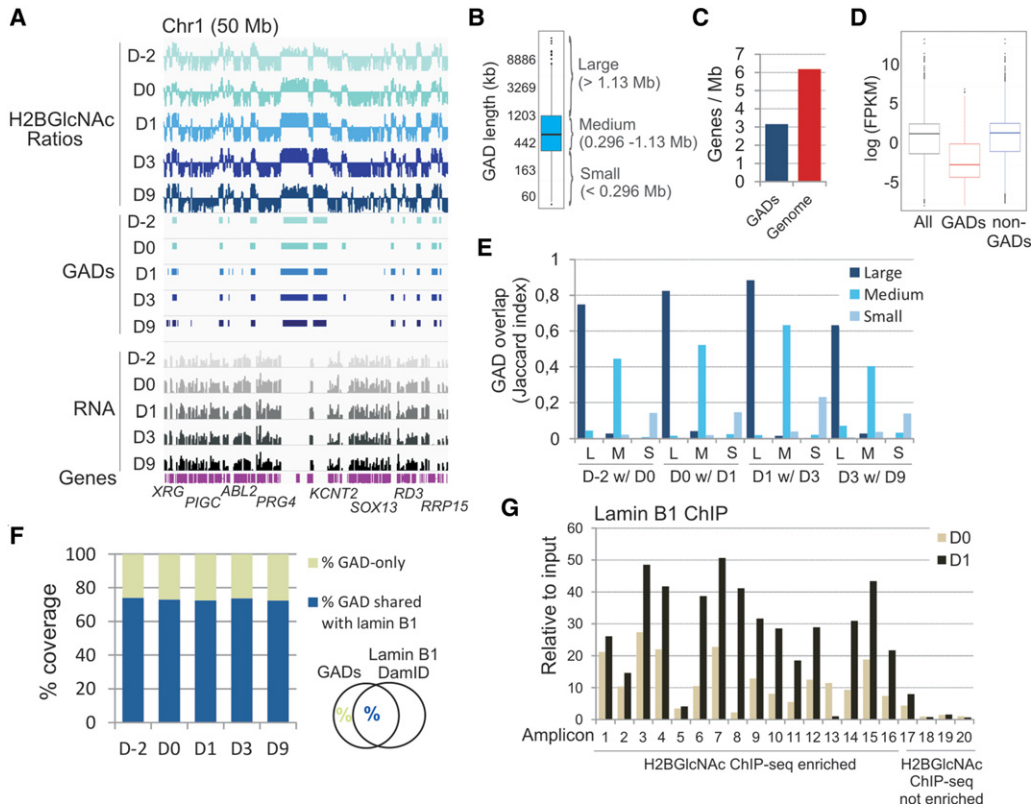 A
Chr1 (50 Mb)
H2BGlcNAc
Ratios
D-2
D0
D1
D3
D9
GADs
D-2
D0
D1
D3
D9
RNA
D-2
D0
D1
D3
D9
Genes
XRG
PIGC
ABL2
PRG4
KCNT2
SOX13
RD3
RRP15
B
GAD length (kb)
8886
3269
1203
442
163
60
Large
(> 1.13 Mb)
Medium
(0.296 -1.13 Mb)
Small
(< 0.296 Mb)
C
Genes / Mb
7
6
5
4
3
2
1
0
GADs
Genome
D
log (FPKM)
10
5
0
-5
All
GADs
non-
GADs
E
GAD overlap
(Jaccard index)
1
0,8
0,6
0,4
0,2
0
Large
Medium
Small
L M S L M S L M S L M S
D-2 w/ D0 D0 w/ D1 D1 w/ D3 D3 w/ D9
F
% coverage
100
80
60
40
20
0
D-2 D0 D1 D3 D9
% GAD-only
% GAD shared
with lamin B1
GADs
Lamin B1
DamID
% %
G
Lamin B1 ChIP
Relative to input
60
50
40
30
20
10
0
D0
D1
Amplicon 1 2 3 4 5 6 7 8 9 10 11 12 13 14 15 16 17 18 19 20
H2BGlcNAc ChIP-seq enriched
H2BGlcNAc
ChIP-seq
not enriched